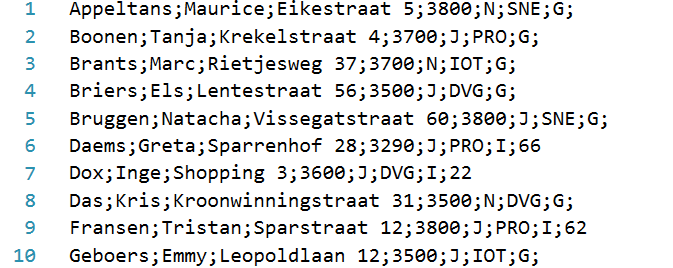 1 Appeltans;Maurice;Eikestraat 5;3800;N;SNE;G;
2 Boonen;Tanja;Krekelstraat 4;3700;J;PRO;G;
3 Brants;Marc;Rietjesweg 37;3700;N;IOT;G;
4 Briers;Els;Lentestraat 56;3500;J;DVG;G;
5 Bruggen;Natacha;Vissegatstraat 60;3800;J;SNE;G;
6 Daems;Greta;Sparrenhof 28;3290;J;PRO;I;66
7 Dox;Inge;Shopping 3;3600;J;DVG;I;22
8 Das;Kris;Kroonwinningstraat 31;3500;N;DVG;G;
9 Fransen;Tristan;Sparstraat 12;3800;J;PRO;I;62
10 Geboers;Emmy;Leopoldlaan 12;3500;J;IOT;G;